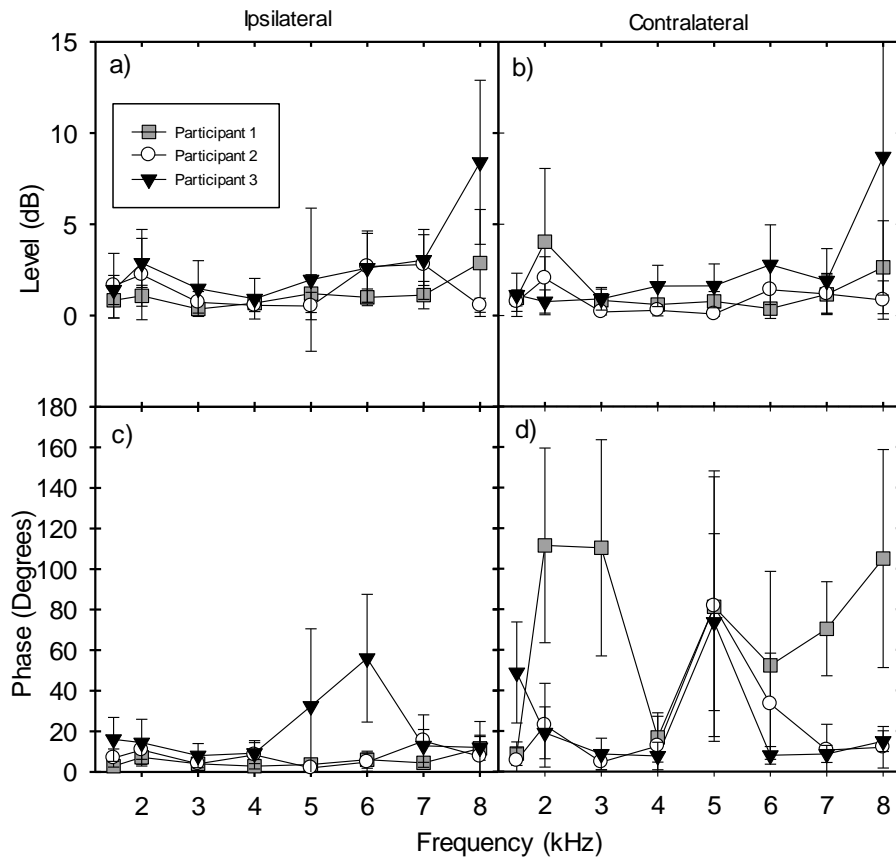 Ipsilateral
Contralateral
a)
b)
15
10
5
0
Level (dB)
Participant 1
Participant 2
Participant 3
c)
d)
180
160
140
120
100
80
60
40
20
0
Phase (Degrees)
2 3 4 5 6 7 8
2 3 4 5 6 7 8
Frequency (kHz)